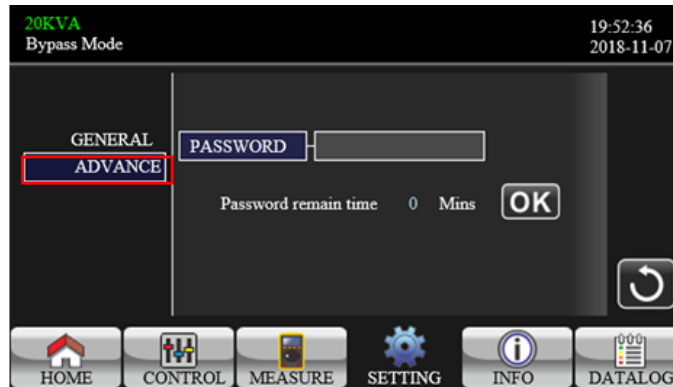 20KVA
Bypass Mode
19:52:36
2018-11-07
GENERAL
ADVANCE
PASSWORD
Password remain time 0 Mins OK
HOME CONTROL MEASURE SETTING INFO DATALOG